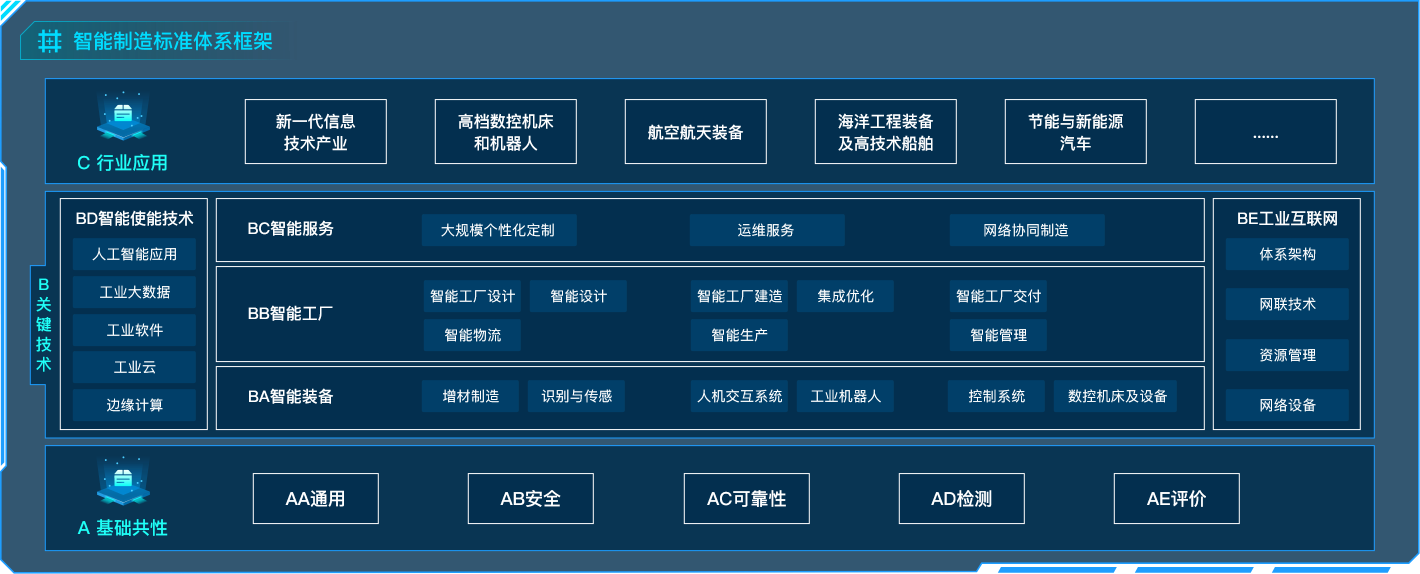 智能制造标准体系框架
C 行业应用
新一代信息
技术产业
高档数控机床
和机器人
航空航天装备
海洋工程装备
及高技术船舶
节能与新能源
汽车
......
B
关
键
技
术
BD智能使能技术
人工智能应用
工业大数据
工业软件
工业云
边缘计算
BC智能服务
大规模个性化定制
运维服务
网络协同制造
BB智能工厂
智能工厂设计
智能设计
智能工厂建造
集成优化
智能工厂交付
智能物流
智能生产
智能管理
BA智能装备
增材制造
识别与传感
人机交互系统
工业机器人
控制系统
数控机床及设备
BE工业互联网
体系架构
网联技术
资源管理
网络设备
A 基础共性
AA通用
AB安全
AC可靠性
AD检测
AE评价